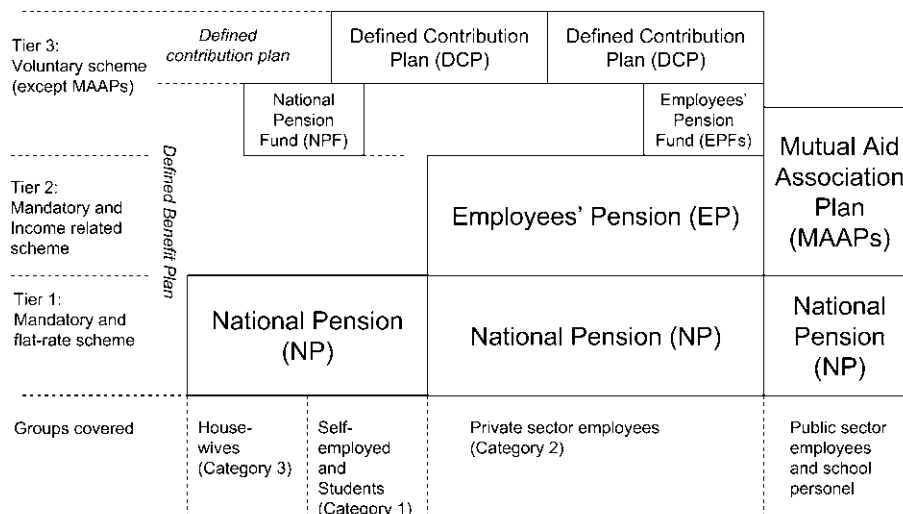 Tier 3:
Voluntary scheme
(except MAAPs)
Defined
contribution plan
Defined Contribution
Plan (DCP)
Defined Contribution
Plan (DCP)
National
Pension
Fund (NPF)
Employees'
Pension
Fund (EPFs)
Mutual Aid
Association
Plan
(MAAPs)
Defined Benefit Plan
Tier 2:
Mandatory and
Income related
scheme
Employees' Pension (EP)
Tier 1:
Mandatory and
flat-rate scheme
National Pension
(NP)
National Pension (NP)
National
Pension
(NP)
Groups covered
House-
wives
(Category 3)
Self-
employed
and
Students
(Category 1)
Private sector employees
(Category 2)
Public sector
employees
and school
personel